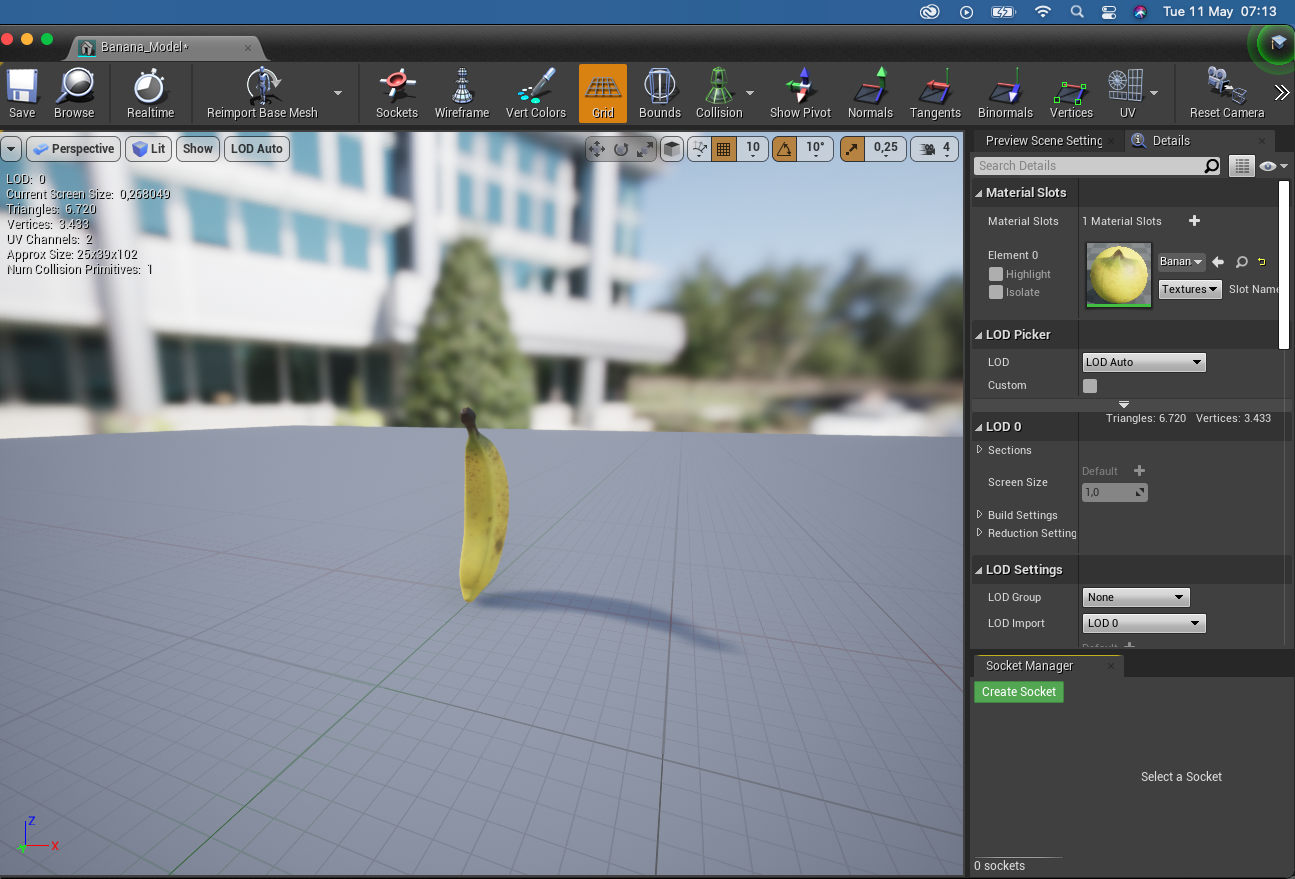 Tue 11 May 07:13
Banana_Model*
Save
Browse
Realtime
Reimport Base Mesh
Sockets
Wireframe
Vert Colors
Grid
Bounds
Collision
Show Pivot
Normals
Tangents
Binormals
Vertices
UV
Reset Camera
Perspective
Lit
Show
LOD Auto
10
10°
0,25
4
LOD: 0
Current Screen Size: 0,268049
Triangles: 6.720
Vertices: 3.433
UV Channels: 2
Approx Size: 25x39x102
Num Collision Primitives: 1
Z
X
Preview Scene Setting
Details
Search Details
Material Slots
Material Slots
1 Material Slots
Element 0
Highlight
Isolate
Banan
Textures
Slot Name
LOD Picker
LOD
LOD Auto
Custom
LOD 0
Triangles: 6.720 Vertices: 3.433
Sections
Screen Size
Default
1,0
Build Settings
Reduction Setting
LOD Settings
LOD Group
None
LOD Import
LOD 0
Default
Socket Manager
Create Socket
Select a Socket
0 sockets